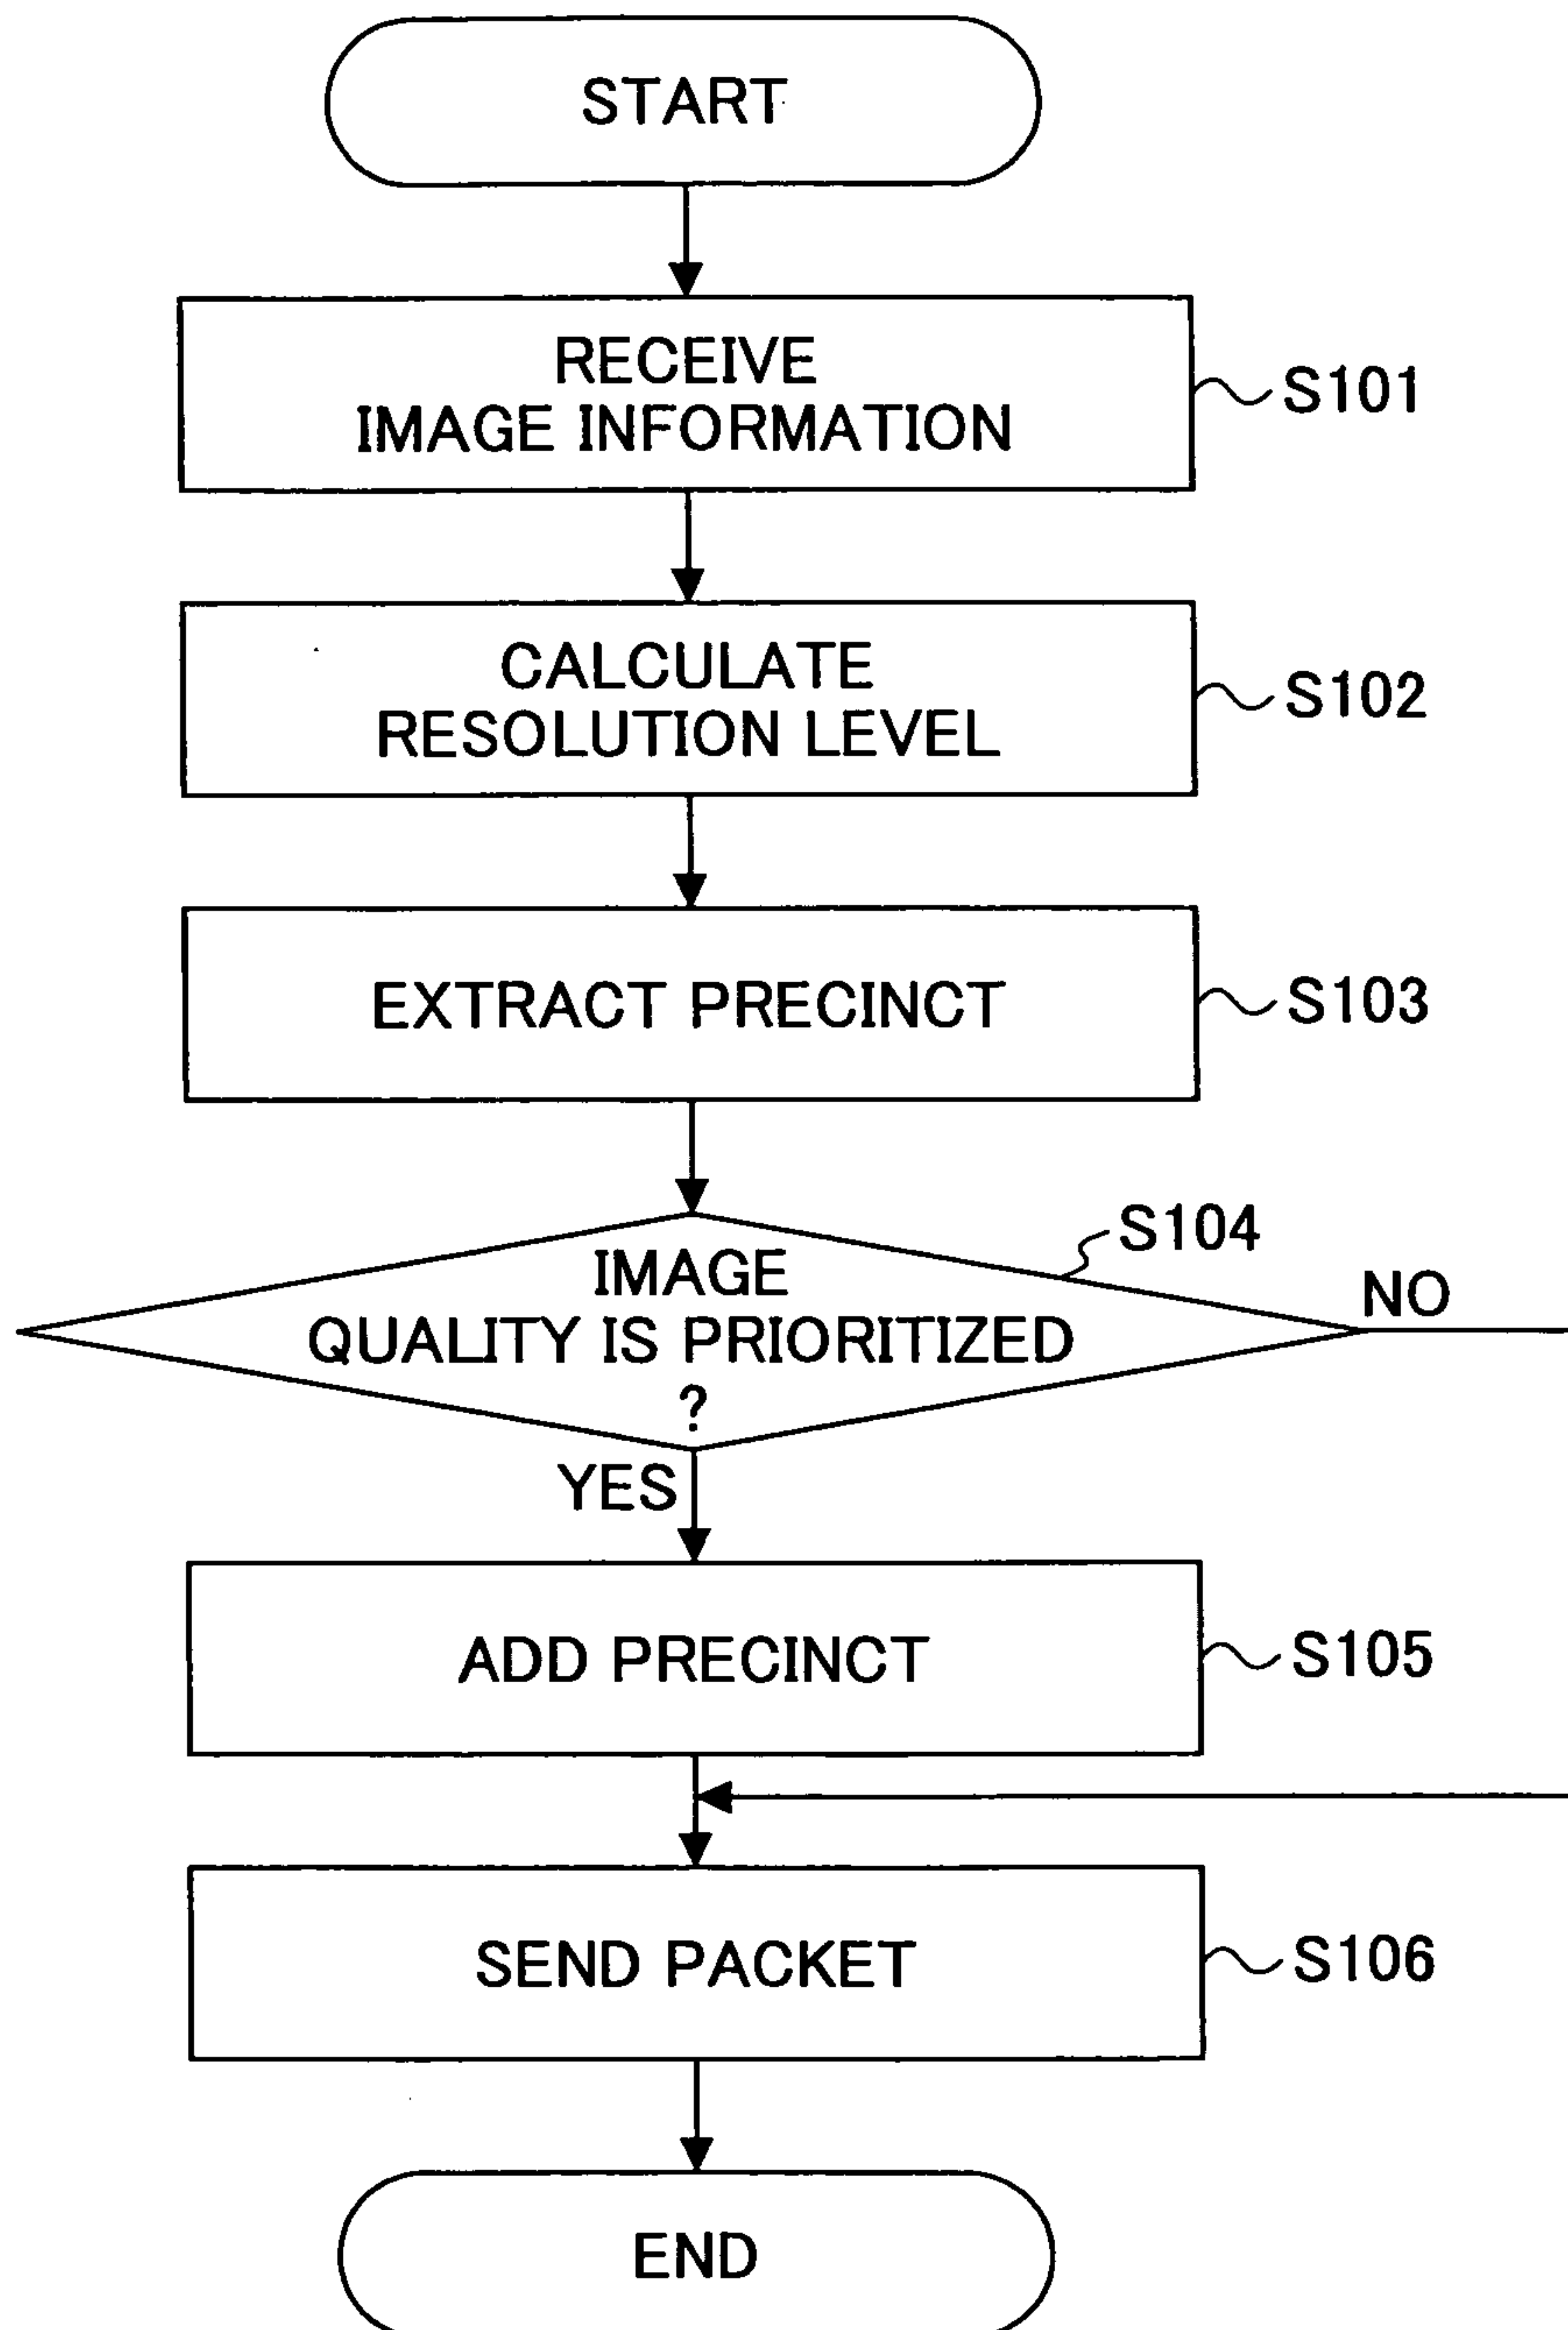 START
RECEIVE
IMAGE INFORMATION
S101
CALCULATE
RESOLUTION LEVEL
S102
EXTRACT PRECINCT
S103
S104
IMAGE
QUALITY IS PRIORITIZED
?
NO
YES
ADD PRECINCT
S105
SEND PACKET
S106
END